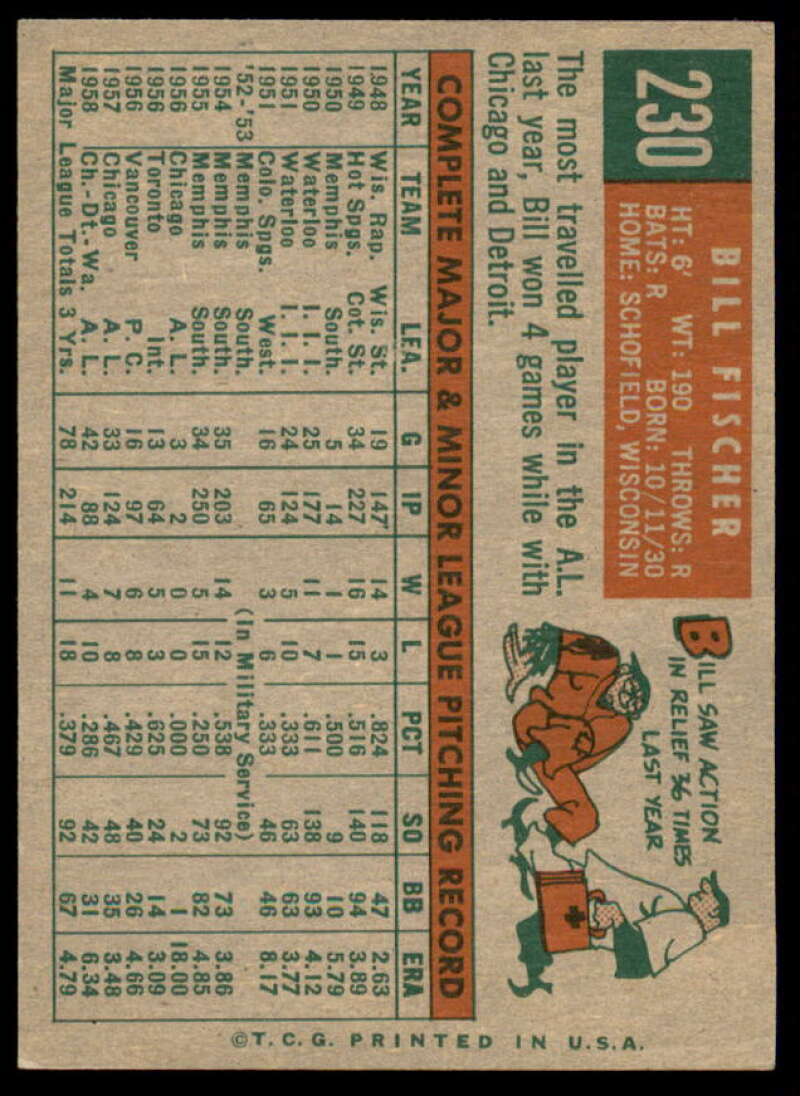 230
BILL FISCHER
HT: 6' WT: 190 THROWS: R
BATS: R BORN: 10/11/30
HOME: SCHOFIELD, WISCONSIN
The most travelled player in the A.L.
last year, Bill won 4 games while with
Chicago and Detroit.
BILL SAW ACTION
IN RELIEF 36 TIMES
LAST YEAR
COMPLETE MAJOR & MINOR LEAGUE PITCHING RECORD
YEAR TEAM LEA. G IP W L PCT SO BB ERA
1948 Wis. Rap. Wis. St. 19 147 14 3 .824 118 47 2.63
1949 Hot Spgs. Cot. St. 34 227 16 15 .516 140 94 3.89
1950 Memphis South. 5 14 1 1 .500 9 10 5.79
1950 Waterloo I. I. I. 25 177 11 7 .611 138 93 4.12
1951 Waterloo I. I. I. 24 124 5 10 .333 63 63 3.77
1951 Colo. Spgs. West. 16 65 3 6 .333 46 46 8.17
'52-'53 Memphis South. (In Military Service)
1954 Memphis South. 35 203 14 12 .538 92 73 3.86
1955 Memphis South. 34 250 5 15 .250 73 82 4.85
1956 Chicago A. L. 3 2 0 0 .000 2 1 18.00
1956 Toronto Int. 13 64 5 3 .625 24 14 3.09
1956 Vancouver P. C. 16 97 6 8 .429 40 26 4.66
1957 Chicago A. L. 33 124 7 8 .467 48 35 3.48
1958 Ch.-Dt.-Wa. A. L. 42 88 4 10 .286 42 31 6.34
Major League Totals 3 Yrs. 78 214 11 18 .379 92 67 4.79
©T. C. G. PRINTED IN U.S.A.